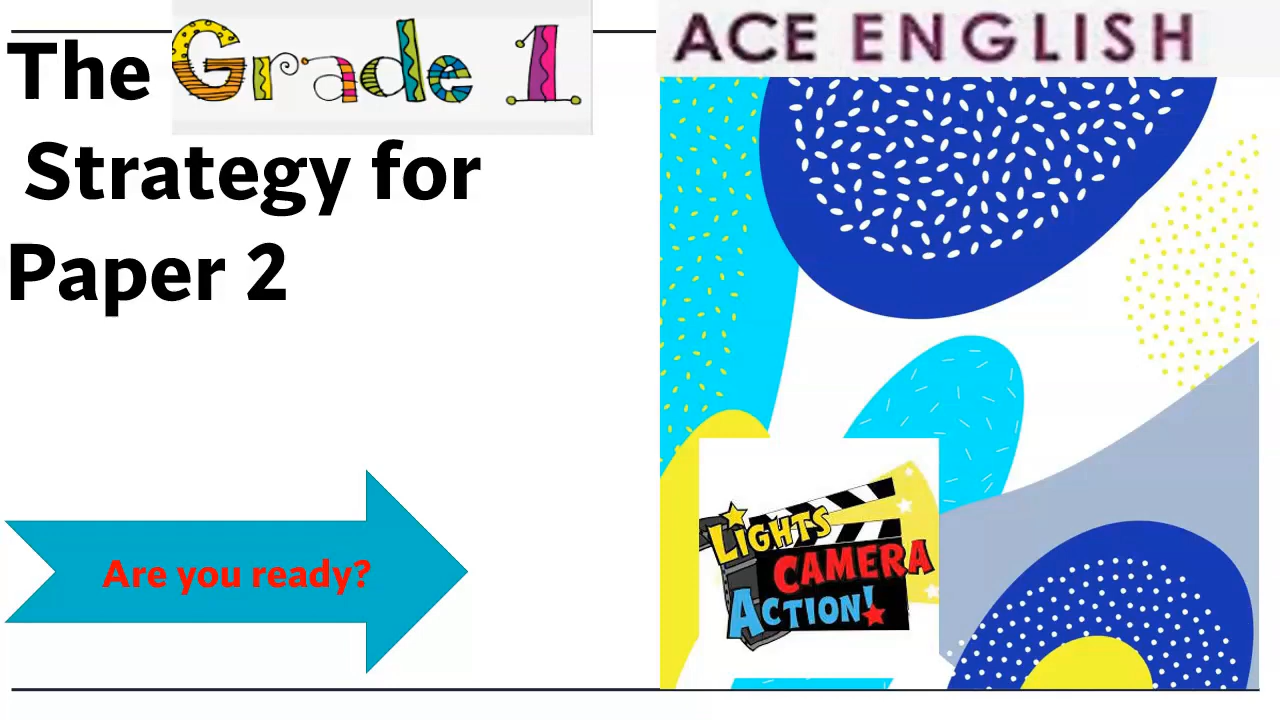 The Grade 1
Strategy for
Paper 2
ACE ENGLISH
Are you ready?
LIGHTS
CAMERA
ACTION!